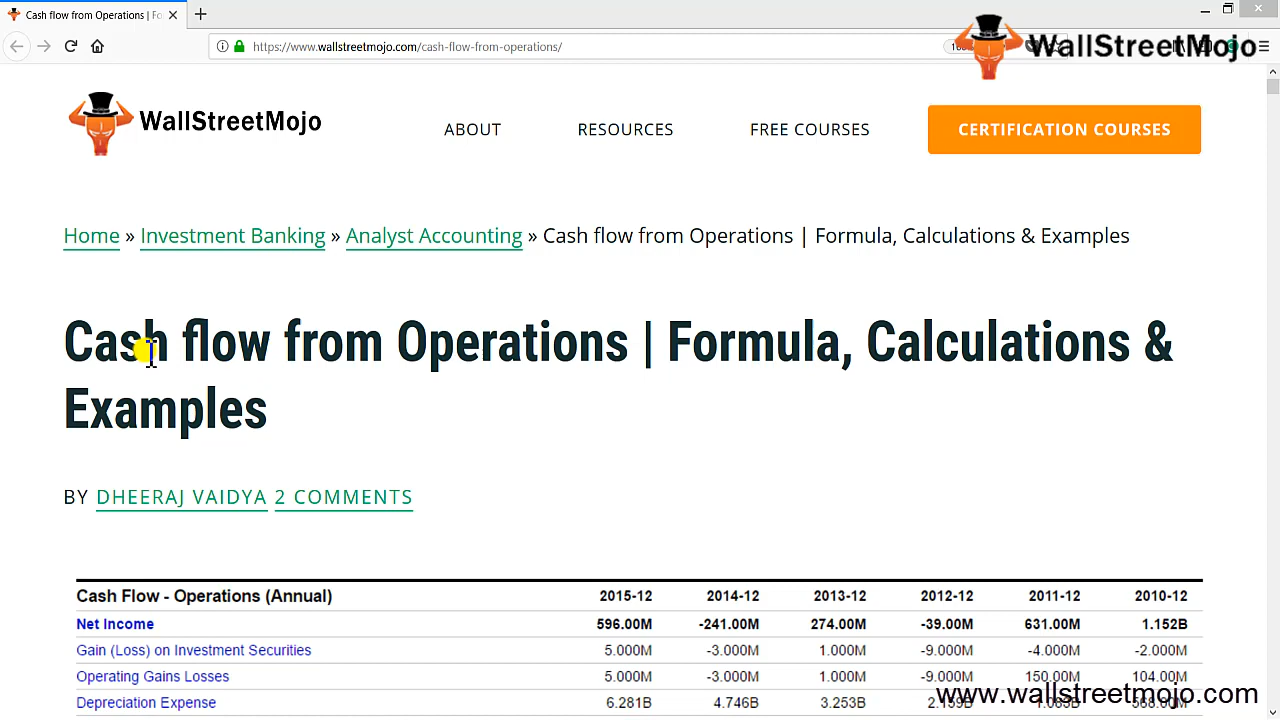 Cash flow from Operations | Fo
https://www.wallstreetmojo.com/cash-flow-from-operations/
WallStreetMojo
WallStreetMojo
ABOUT
RESOURCES
FREE COURSES
CERTIFICATION COURSES
Home » Investment Banking » Analyst Accounting » Cash flow from Operations | Formula, Calculations & Examples
Cash flow from Operations | Formula, Calculations &
Examples
BY DHEERAJ VAIDYA 2 COMMENTS
Cash Flow - Operations (Annual) 2015-12 2014-12 2013-12 2012-12 2011-12 2010-12
Net Income 596.00M -241.00M 274.00M -39.00M 631.00M 1.152B
Gain (Loss) on Investment Securities 5.000M -3.000M 1.000M -9.000M -4.000M -2.000M
Operating Gains Losses 5.000M -3.000M 1.000M -9.000M 150.00M 104.00M
Depreciation Expense 6.281B 4.746B 3.253B
www.wallstreetmojo.com